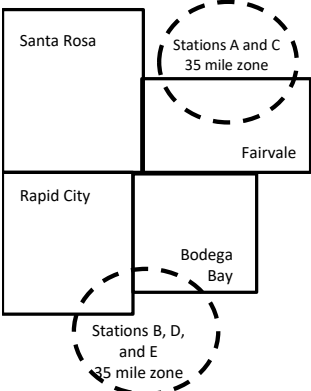 Santa Rosa
Stations A and C
35 mile zone
Fairvale
Rapid City
Bodega
Bay
Stations B, D,
and E
35 mile zone